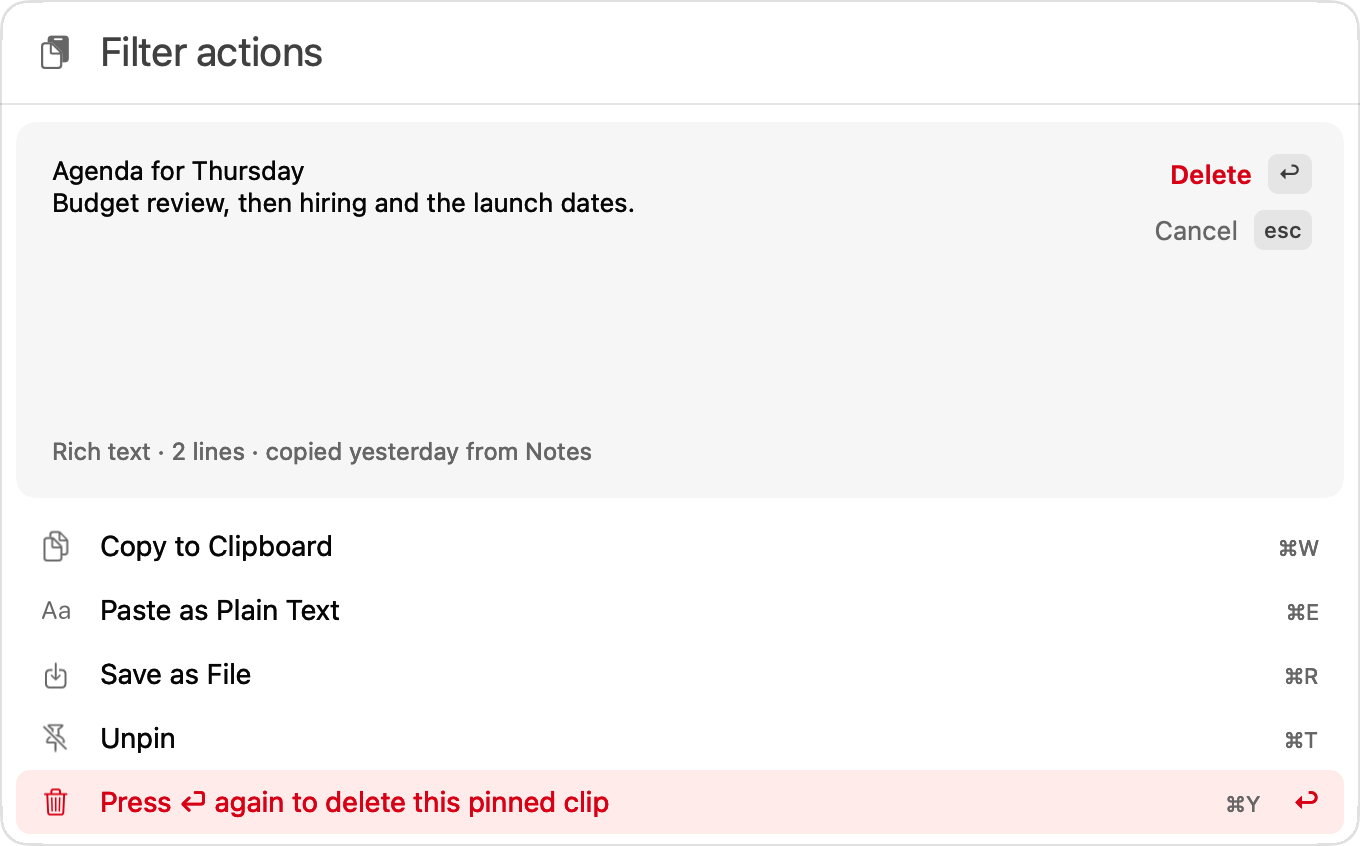 Filter actions
Agenda for Thursday
Budget review, then hiring and the launch dates.
Delete ↩
Cancel esc
Rich text · 2 lines · copied yesterday from Notes
Copy to Clipboard ⌘W
Aa Paste as Plain Text ⌘E
Save as File ⌘R
Unpin ⌘T
Press ↩ again to delete this pinned clip ⌘Y ↩